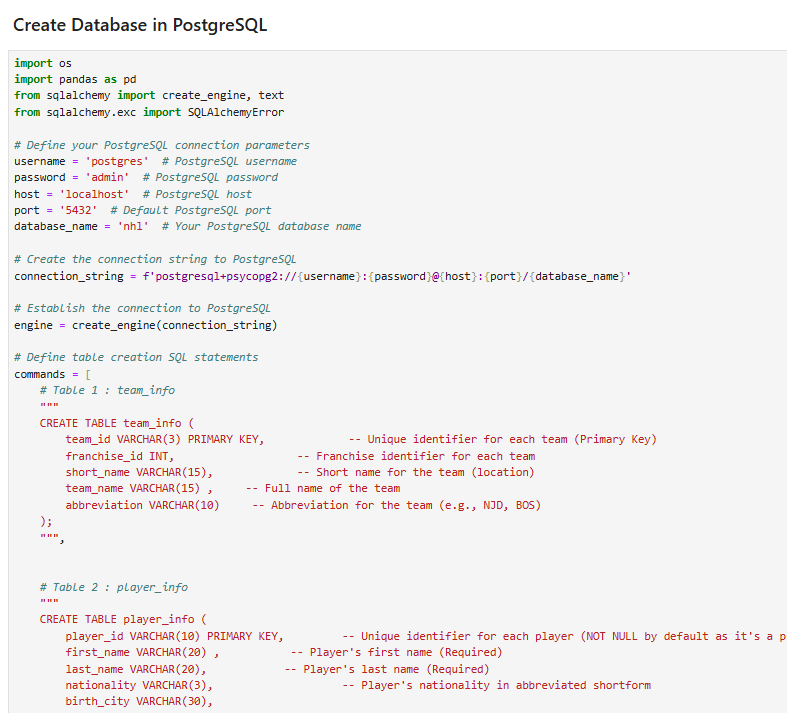 Create Database in PostgreSQL
import os
import pandas as pd
from sqlalchemy import create_engine, text
from sqlalchemy.exc import SQLAlchemyError
# Define your PostgreSQL connection parameters
username = 'postgres'  # PostgreSQL username
password = 'admin'  # PostgreSQL password
host = 'localhost'  # PostgreSQL host
port = '5432'  # Default PostgreSQL port
database_name = 'nhl'  # Your PostgreSQL database name
# Create the connection string to PostgreSQL
connection_string = f'postgresql+psycopg2://{username}:{password}@{host}:{port}/{database_name}'
# Establish the connection to PostgreSQL
engine = create_engine(connection_string)
# Define table creation SQL statements
commands = [
    # Table 1 : team_info
    """
    CREATE TABLE team_info (
        team_id VARCHAR(3) PRIMARY KEY,             -- Unique identifier for each team (Primary Key)
        franchise_id INT,                   -- Franchise identifier for each team
        short_name VARCHAR(15),             -- Short name for the team (location)
        team_name VARCHAR(15) ,     -- Full name of the team
        abbreviation VARCHAR(10)     -- Abbreviation for the team (e.g., NJD, BOS)
    );
    """,
    # Table 2 : player_info
    """
    CREATE TABLE player_info (
        player_id VARCHAR(10) PRIMARY KEY,         -- Unique identifier for each player (NOT NULL by default as it's a p
        first_name VARCHAR(20) ,           -- Player's first name (Required)
        last_name VARCHAR(20),            -- Player's last name (Required)
        nationality VARCHAR(3),                    -- Player's nationality in abbreviated shortform
        birth_city VARCHAR(30),